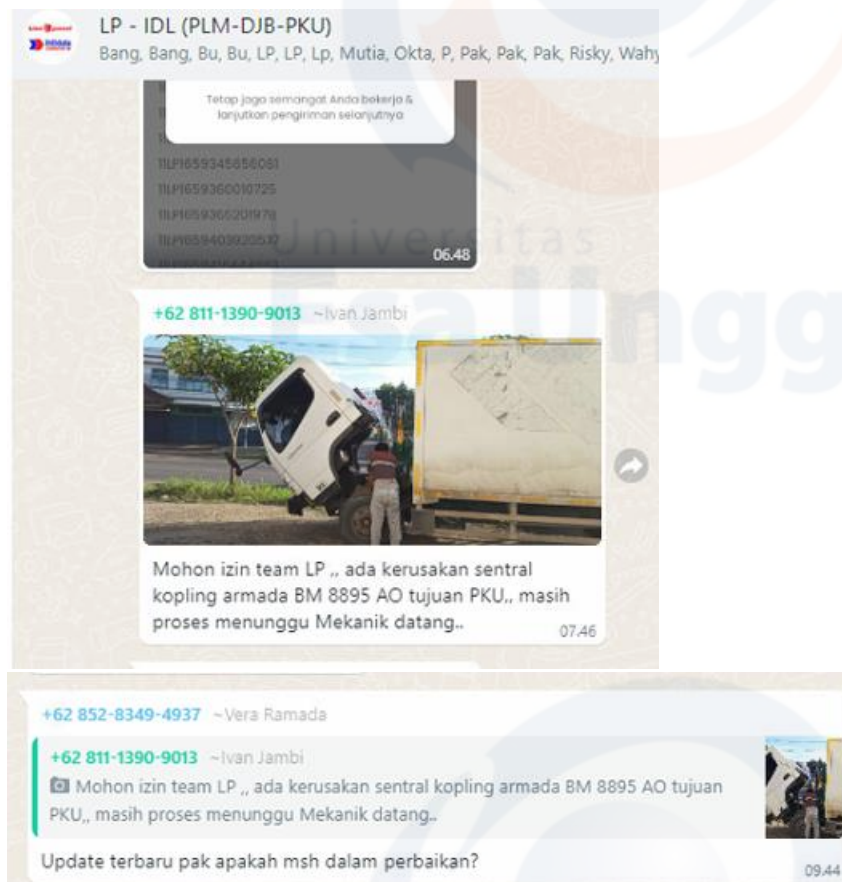 LP - IDL (PLM-DJB-PKU)
Bang, Bang, Bu, Bu, LP, LP, Lp, Mutia, Okta, P, Pak, Pak, Pak, Risky, Wahy
Tetap jaga semangat Anda bekerja &
lanjutkan pengiriman selanjutnya
11LP1659345656061
11LP1659360010725
11LP1659365201978
11LP1659403920537
06.48
Universitas
Esa Ungg
+62 811-1390-9013 ~Ivan Jambi
Mohon izin team LP ,, ada kerusakan sentral
kopling armada BM 8895 AO tujuan PKU,, masih
proses menunggu Mekanik datang..
07.46
+62 852-8349-4937 ~Vera Ramada
+62 811-1390-9013 ~Ivan Jambi
Mohon izin team LP ,, ada kerusakan sentral kopling armada BM 8895 AO tujuan
PKU,, masih proses menunggu Mekanik datang..
Update terbaru pak apakah msh dalam perbaikan?
09.44